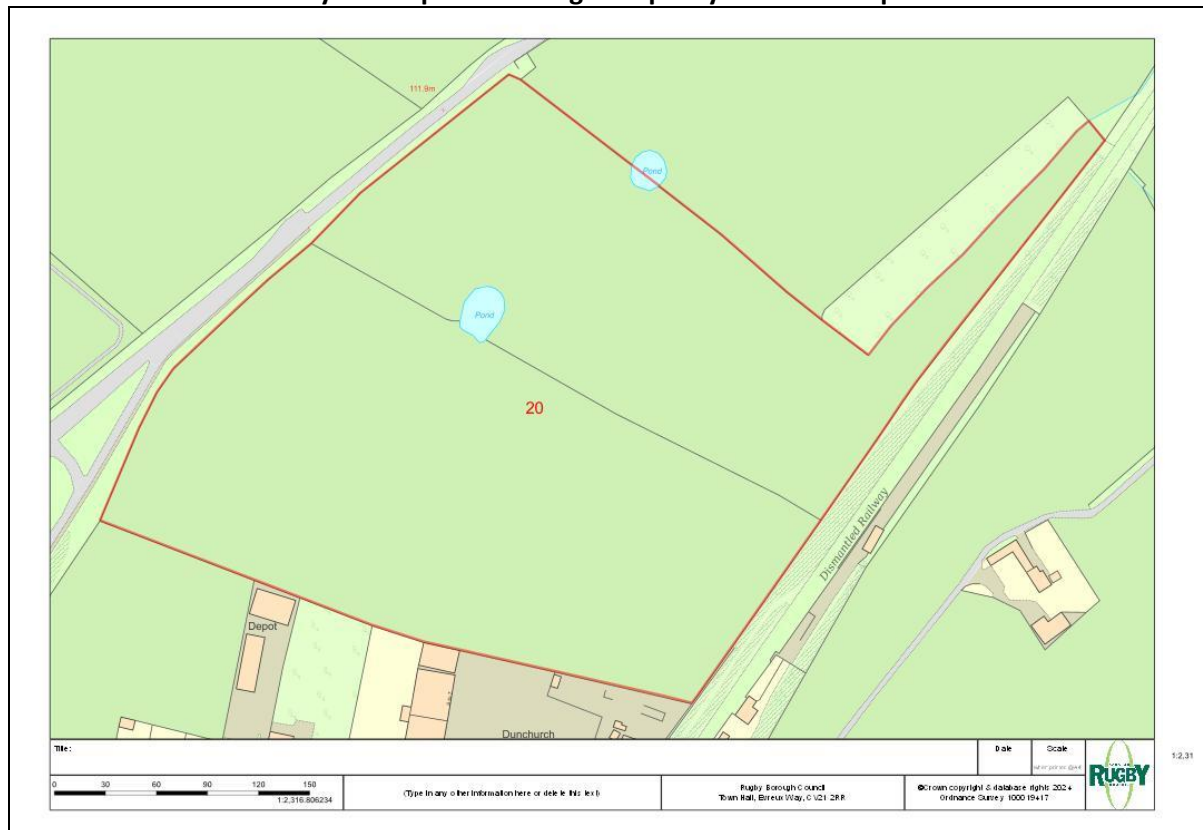 111.9m
Pond
Pond
20
Dismantled Railway
Depot
Dunchurch
Title:
Date
Scale
0 30 60 90 120 150
1:2,316.806234
(Type in any other information here or delete this text)
Rugby Borough Council
Town Hall, Evreux Way, CV21 2RR
©Crown copyright & database rights 2024
Ordnance Survey 100019417
RUGBY
1:2,31